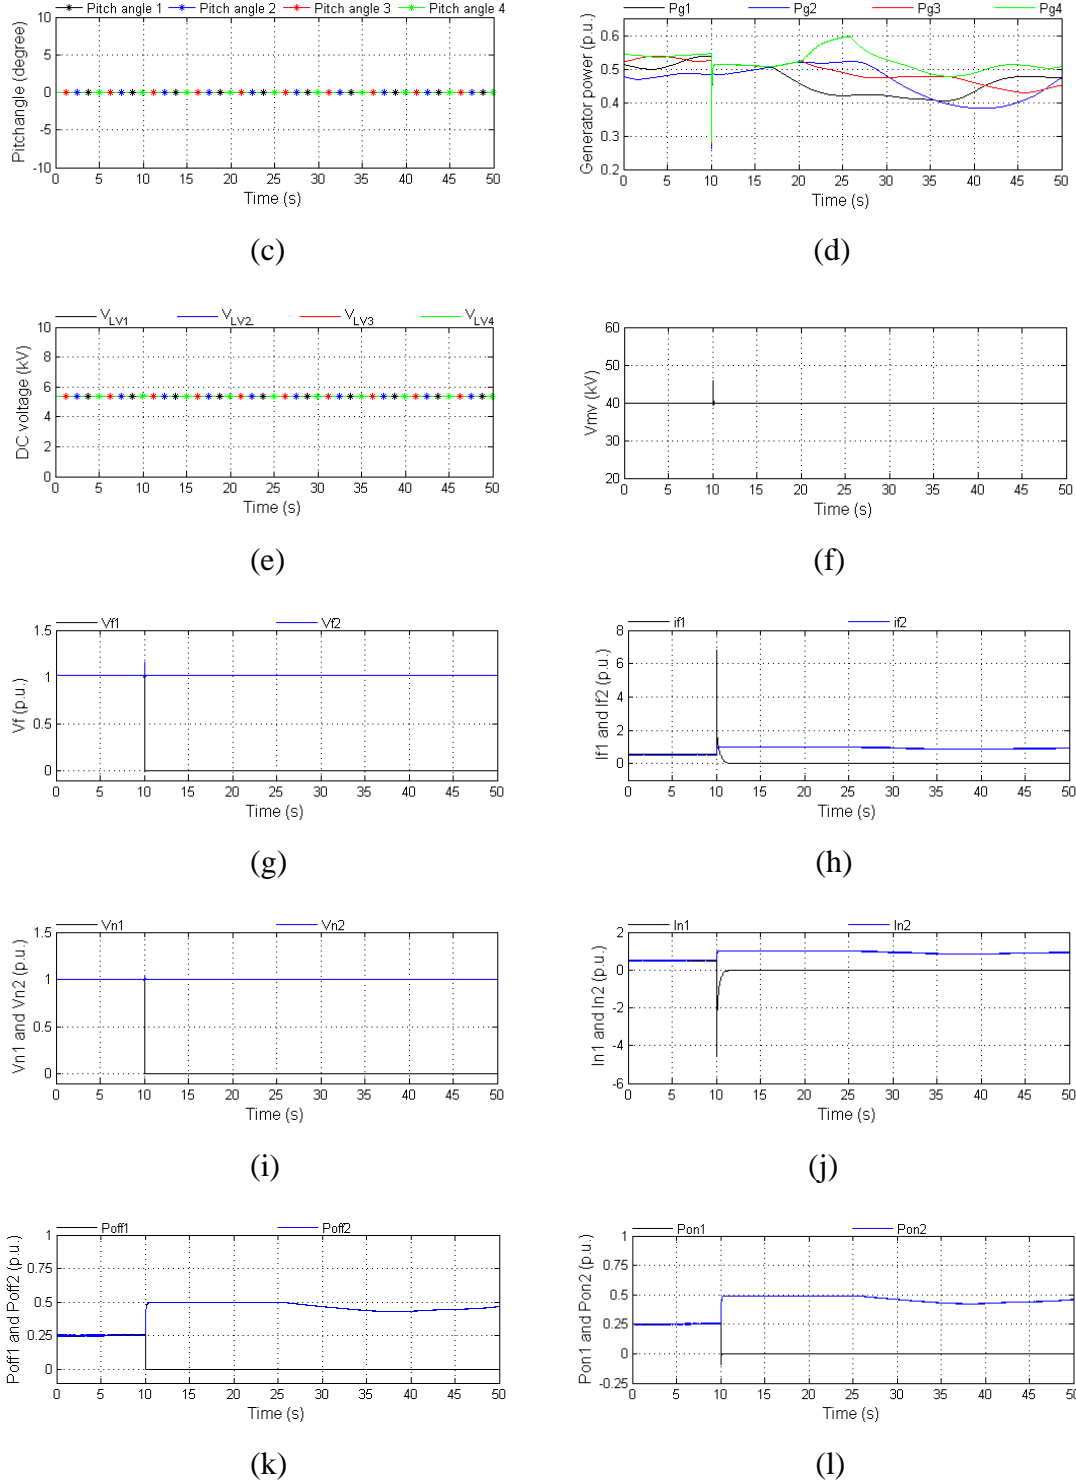 Pitch angle 1 Pitch angle 2 Pitch angle 3 Pitch angle 4
Pitchangle (degree)
10
5
0
-5
-10
0 5 10 15 20 25 30 35 40 45 50
Time (s)
(c)
Pg1 Pg2 Pg3 Pg4
Generator power (p.u.)
0.6
0.5
0.4
0.3
0.2
0 5 10 15 20 25 30 35 40 45 50
Time (s)
(d)
V_LV1 V_LV2 V_LV3 V_LV4
DC voltage (kV)
10
8
6
4
2
0
0 5 10 15 20 25 30 35 40 45 50
Time (s)
(e)
Vmv (kV)
60
50
40
30
20
0 5 10 15 20 25 30 35 40 45 50
Time (s)
(f)
Vf1 Vf2
Vf (p.u.)
1.5
1
0.5
0
0 5 10 15 20 25 30 35 40 45 50
Time (s)
(g)
if1 if2
If1 and If2 (p.u.)
8
6
4
2
0
0 5 10 15 20 25 30 35 40 45 50
Time (s)
(h)
Vn1 Vn2
Vn1 and Vn2 (p.u.)
1.5
1
0.5
0
0 5 10 15 20 25 30 35 40 45 50
Time (s)
(i)
In1 In2
In1 and In2 (p.u.)
2
0
-2
-4
-6
0 5 10 15 20 25 30 35 40 45 50
Time (s)
(j)
Poff1 Poff2
Poff1 and Poff2 (p.u.)
1
0.75
0.5
0.25
0
0 5 10 15 20 25 30 35 40 45 50
Time (s)
(k)
Pon1 Pon2
Pon1 and Pon2 (p.u.)
1
0.75
0.5
0.25
0
-0.25
0 5 10 15 20 25 30 35 40 45 50
Time (s)
(l)